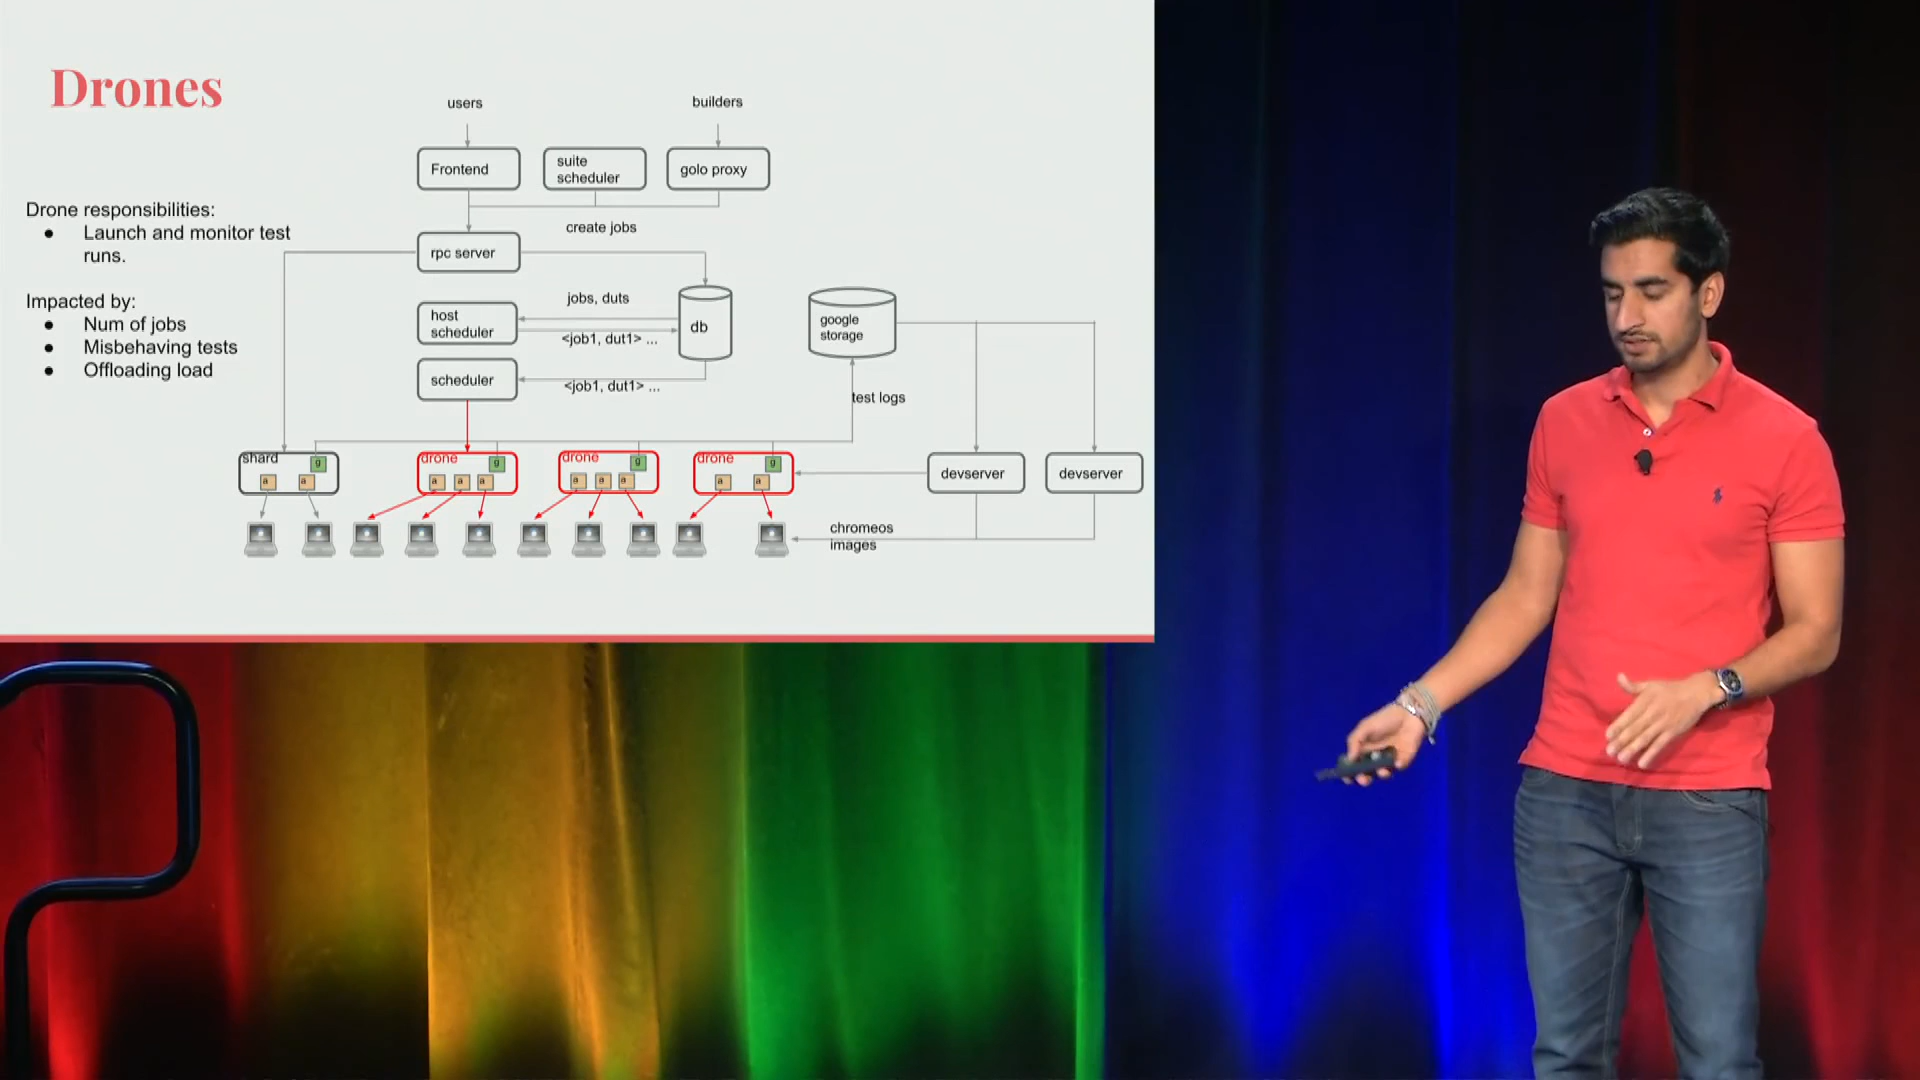 Drones
users
builders
Frontend
suite
scheduler
golo proxy
Drone responsibilities:
● Launch and monitor test
runs.
create jobs
rpc server
Impacted by:
● Num of jobs
● Misbehaving tests
● Offloading load
jobs, duts
host
scheduler
<job1, dut1> ...
db
google
storage
scheduler
<job1, dut1> ...
test logs
shard
g
a a
drone
g
a a a
drone
g
a a a
drone
g
a a
devserver
devserver
chromeos
images